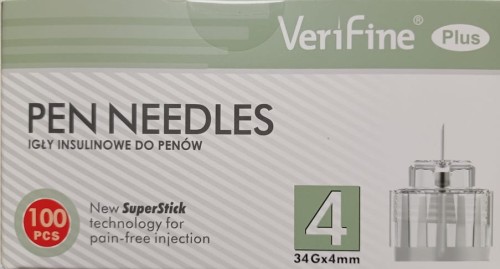 VeriFine® Plus
PEN NEEDLES
IGŁY INSULINOWE DO PENÓW
100
PCS
New SuperStick
technology for
pain-free injection
4
34Gx4mm